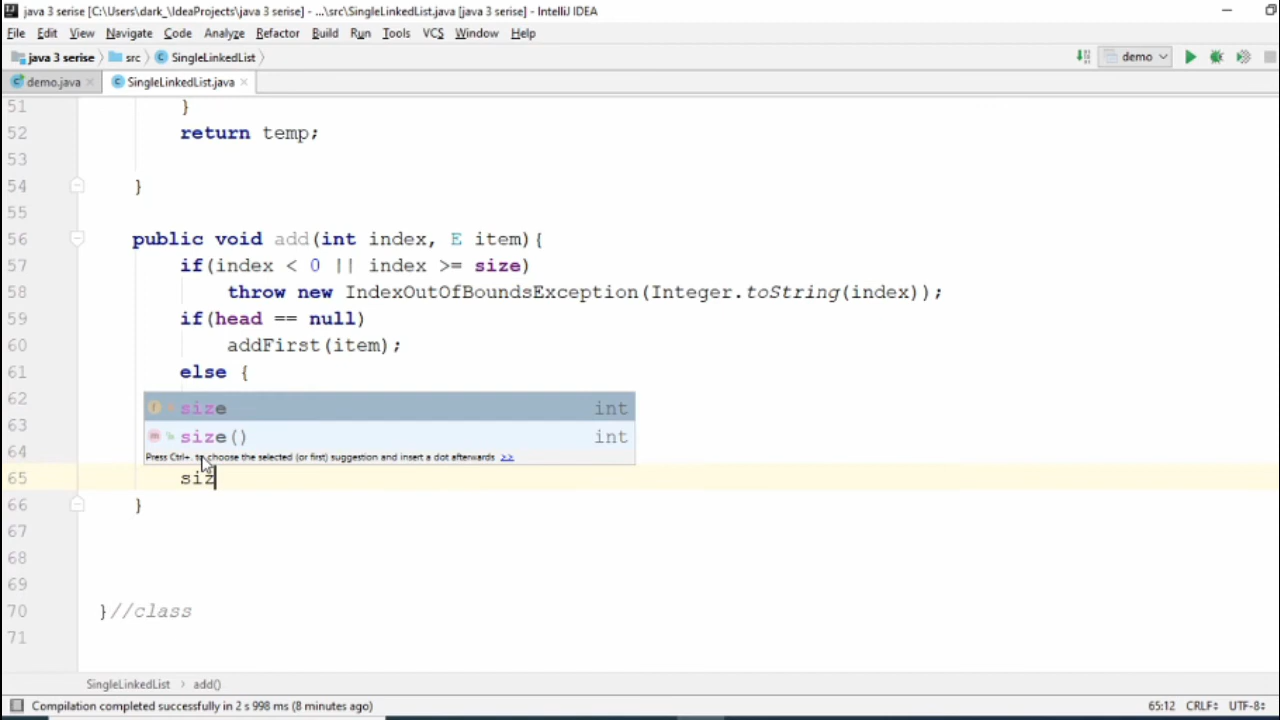 java 3 serise [C:\Users\dark_\IdeaProjects\java 3 serise] - ...\src\SingleLinkedList.java [java 3 serise] - IntelliJ IDEA
File Edit View Navigate Code Analyze Refactor Build Run Tools VCS Window Help
java 3 serise src SingleLinkedList demo
demo.java SingleLinkedList.java
51 }
52 return temp;
53
54 }
55
56 public void add(int index, E item){
57 if(index < 0 || index >= size)
58 throw new IndexOutOfBoundsException(Integer.toString(index));
59 if(head == null)
60 addFirst(item);
61 else {
62 size int
63 size() int
64 Press Ctrl+. to choose the selected (or first) suggestion and insert a dot afterwards >>
65 siz
66 }
67
68
69
70 }//class
71
SingleLinkedList › add()
Compilation completed successfully in 2 s 998 ms (8 minutes ago) 65:12 CRLF UTF-8